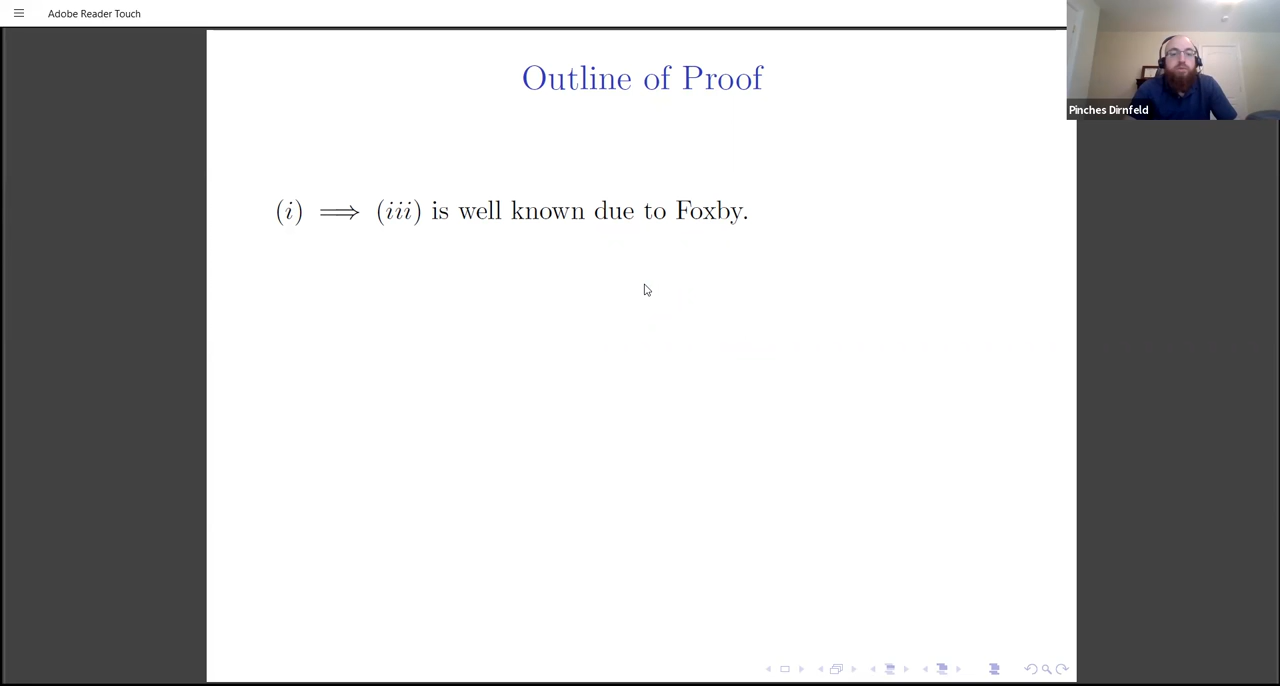 Adobe Reader Touch
Outline of Proof
Pinches Dirnfeld
(i) ⟹ (iii) is well known due to Foxby.